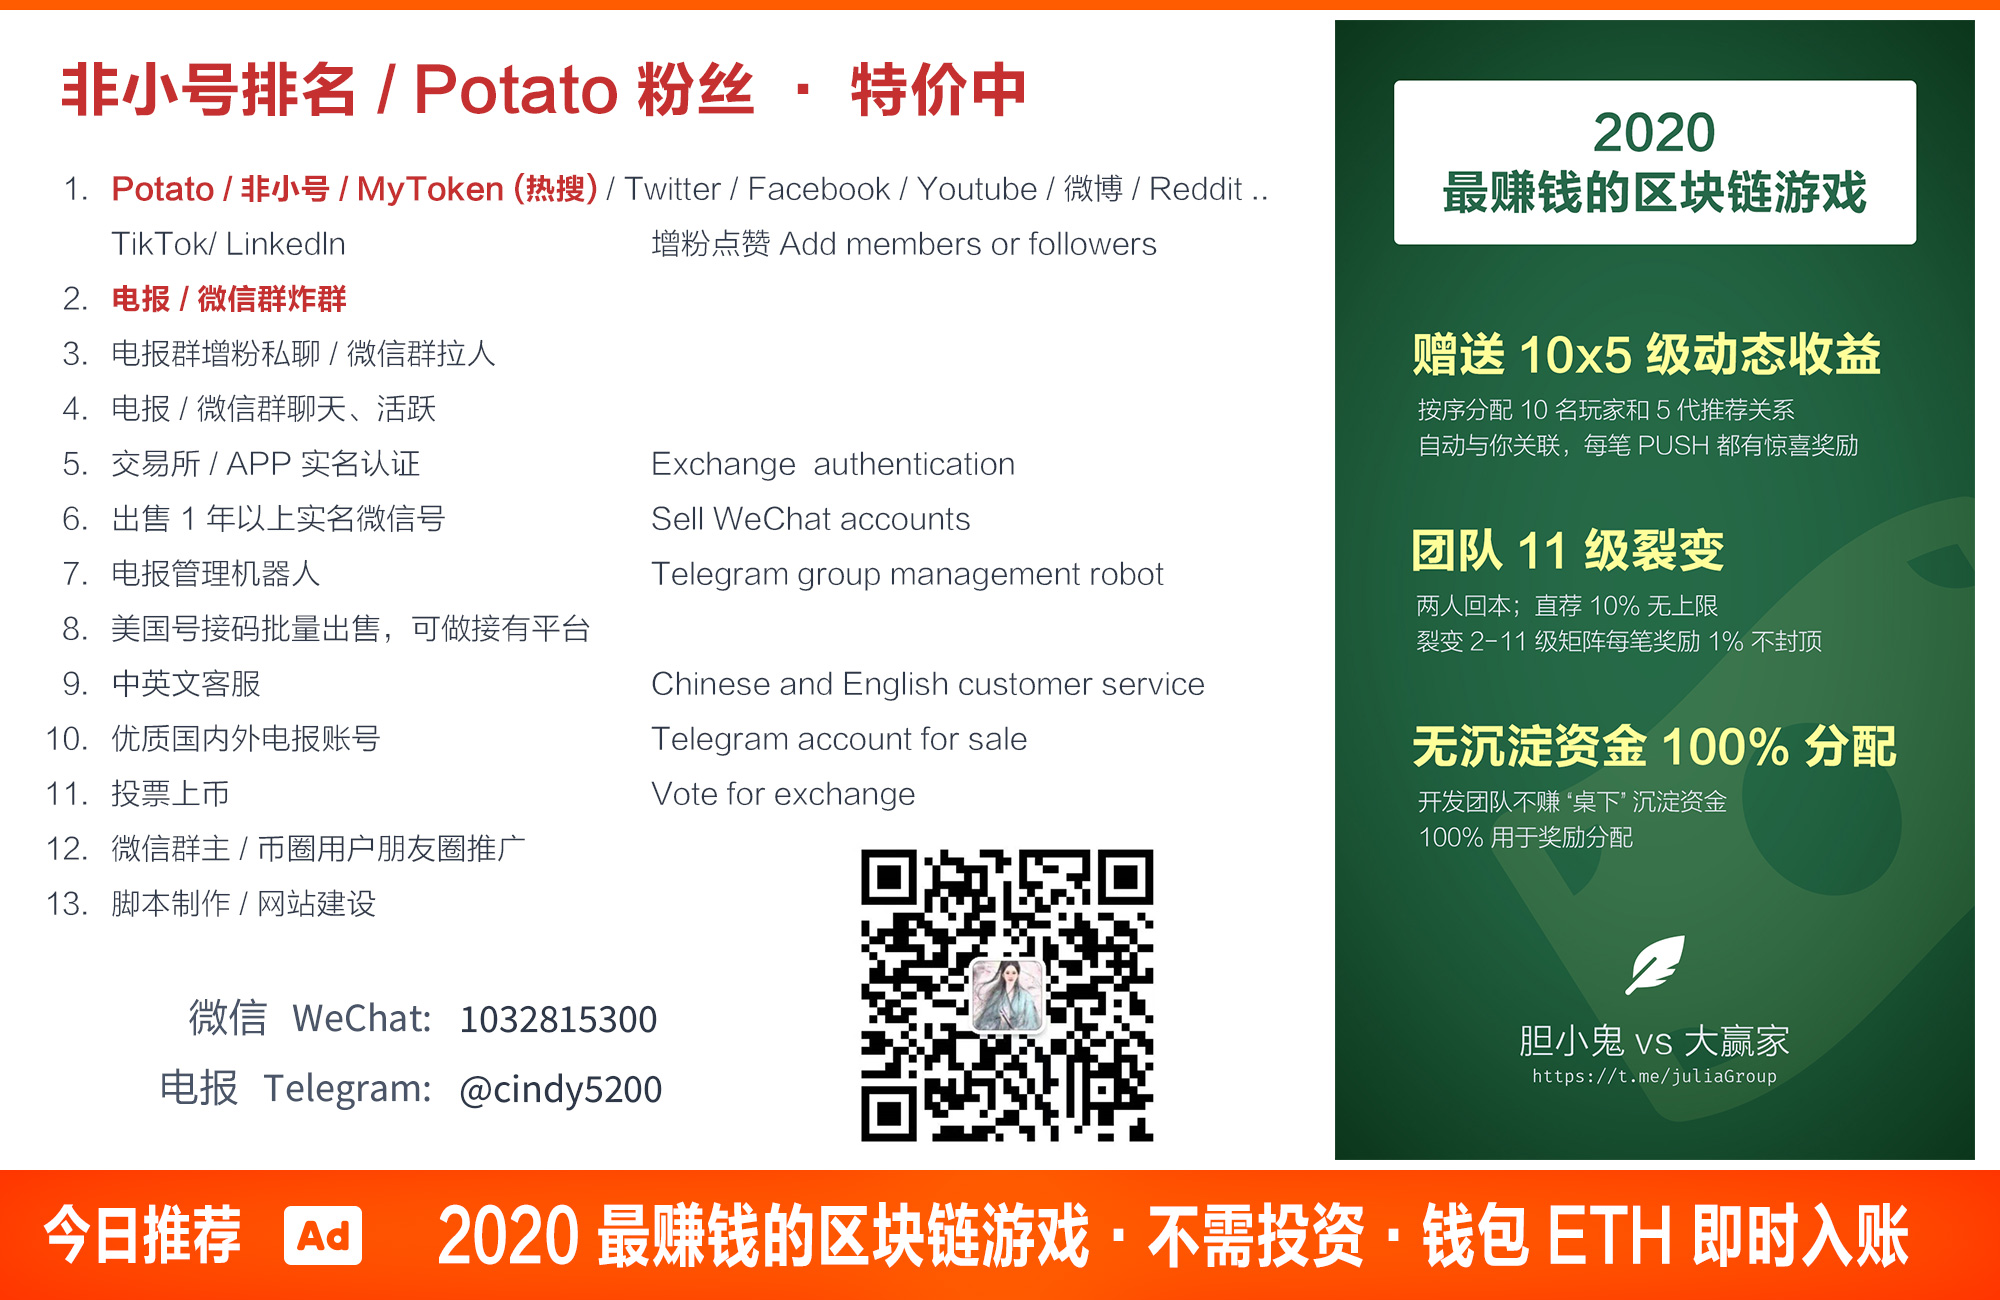 非小号排名 / Potato 粉丝 · 特价中
1. Potato / 非小号 / MyToken (热搜) / Twitter / Facebook / Youtube / 微博 / Reddit ..
TikTok/ LinkedIn 增粉点赞 Add members or followers
2. 电报 / 微信群炸群
3. 电报群增粉私聊 / 微信群拉人
4. 电报 / 微信群聊天、活跃
5. 交易所 / APP 实名认证 Exchange authentication
6. 出售 1 年以上实名微信号 Sell WeChat accounts
7. 电报管理机器人 Telegram group management robot
8. 美国号接码批量出售，可做接有平台
9. 中英文客服 Chinese and English customer service
10. 优质国内外电报账号 Telegram account for sale
11. 投票上币 Vote for exchange
12. 微信群主 / 币圈用户朋友圈推广
13. 脚本制作 / 网站建设
微信 WeChat: 1032815300
电报 Telegram: @cindy5200
2020
最赚钱的区块链游戏
赠送 10x5 级动态收益
按序分配 10 名玩家和 5 代推荐关系
自动与你关联，每笔 PUSH 都有惊喜奖励
团队 11 级裂变
两人回本；直荐 10% 无上限
裂变 2-11 级矩阵每笔奖励 1% 不封顶
无沉淀资金 100% 分配
开发团队不赚 “桌下” 沉淀资金
100% 用于奖励分配
胆小鬼 vs 大赢家
https://t.me/juliaGroup
今日推荐 Ad 2020 最赚钱的区块链游戏 · 不需投资 · 钱包 ETH 即时入账